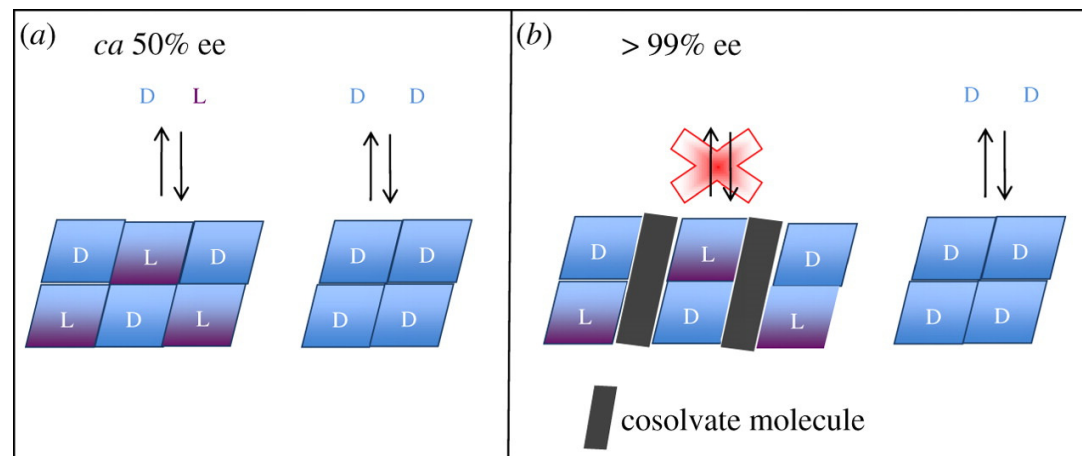 (a) ca 50% ee
D L D D
D L D D D
L D L D D
(b) > 99% ee
D D
D L D D D
L D L D D
cosolvate molecule